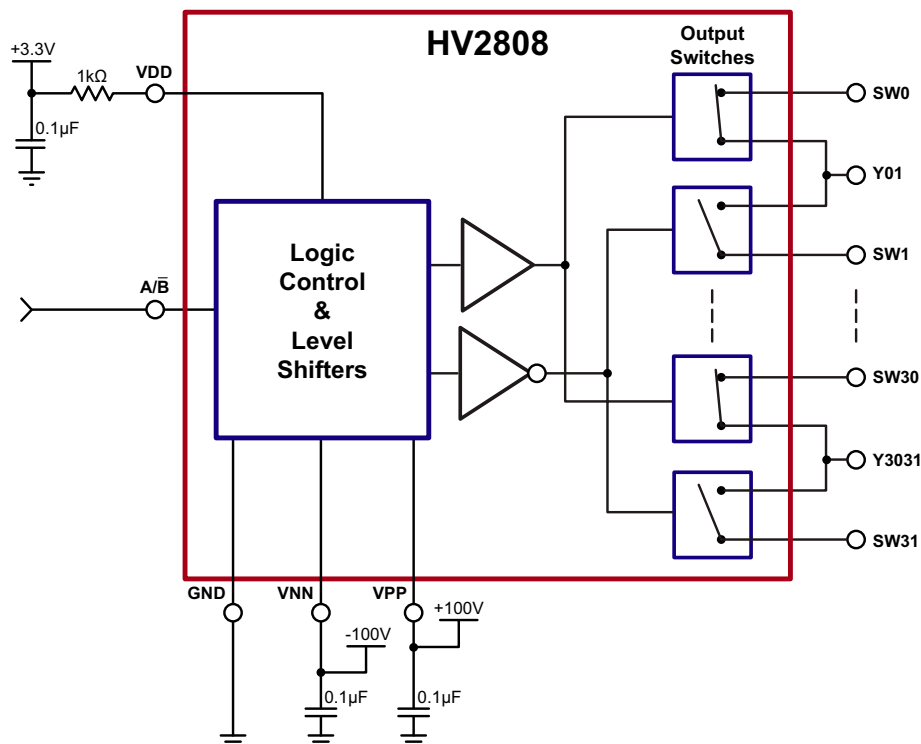 HV2808
Output
Switches
+3.3V
1kΩ
VDD
0.1µF
SW0
Y01
SW1
Logic
Control
&
Level
Shifters
A/B̅
SW30
Y3031
SW31
GND
VNN
VPP
+100V
-100V
0.1µF
0.1µF